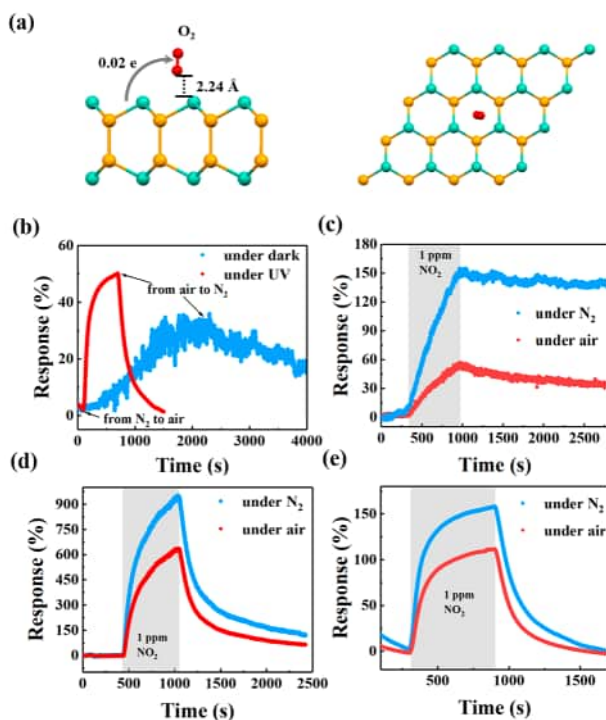 (a)
O₂
0.02 e
2.24 Å
(b)
60
40
20
0
Response (%)
under dark
under UV
from air to N₂
from N₂ to air
0 1000 2000 3000 4000
Time (s)
(c)
180
150
120
90
60
30
0
Response (%)
1 ppm
NO₂
under N₂
under air
0 500 1000 1500 2000 2500
Time (s)
(d)
900
750
600
450
300
150
0
Response (%)
under N₂
under air
1 ppm
NO₂
0 500 1000 1500 2000 2500
Time (s)
(e)
150
100
50
0
Response (%)
under N₂
under air
1 ppm
NO₂
500 1000 1500
Time (s)